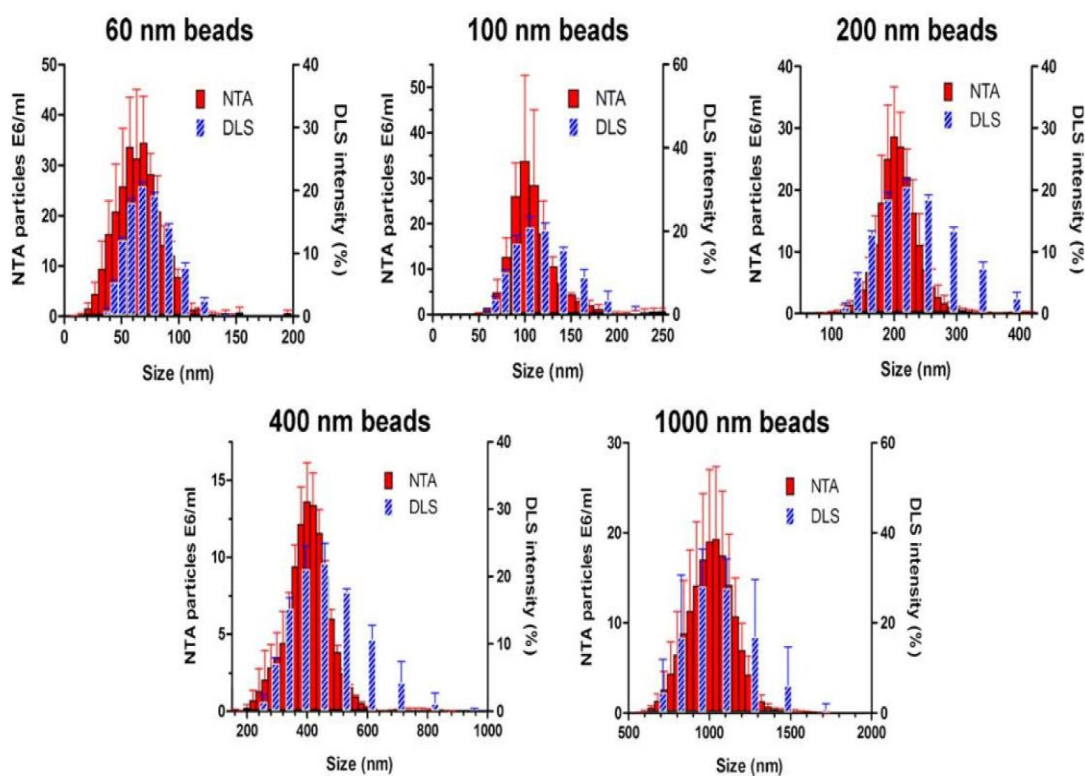 60 nm beads
100 nm beads
200 nm beads
NTA particles E6/ml
50
40
30
20
10
0
NTA
DLS
40
30
20
10
0
DLS intensity (%)
0 50 100 150 200
Size (nm)
NTA particles E6/ml
50
40
30
20
10
0
NTA
DLS
60
40
20
0
DLS intensity (%)
0 50 100 150 200 250
Size (nm)
NTA particles E6/ml
40
30
20
10
0
NTA
DLS
40
30
20
10
0
DLS intensity (%)
100 200 300 400
Size (nm)
400 nm beads
1000 nm beads
NTA particles E6/ml
15
10
5
0
NTA
DLS
40
30
20
10
0
DLS intensity (%)
200 400 600 800 1000
Size (nm)
NTA particles E6/ml
30
20
10
0
NTA
DLS
60
40
20
0
DLS intensity (%)
500 1000 1500 2000
Size (nm)